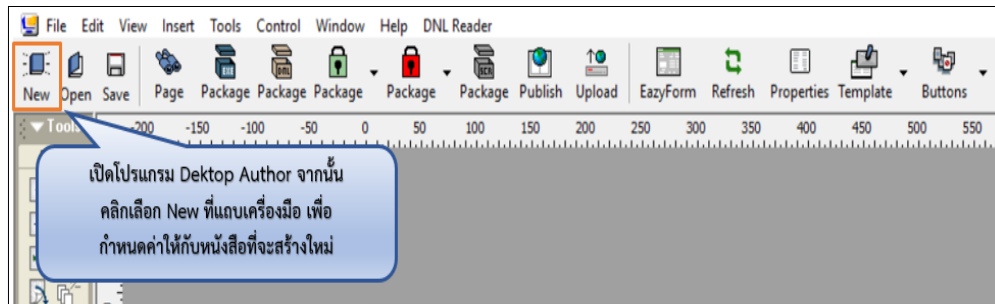 File Edit View Insert Tools Control Window Help DNL Reader
New Open Save Page Package Package Package Package Package Publish Upload EazyForm Refresh Properties Template Buttons
Tools -200 -150 -100 -50 0 50 100 150 200 250 300 350 400 450 500 550
เปิดโปรแกรม Dektop Author จากนั้น
คลิกเลือก New ที่แถบเครื่องมือ เพื่อ
กำหนดค่าให้กับหนังสือที่จะสร้างใหม่